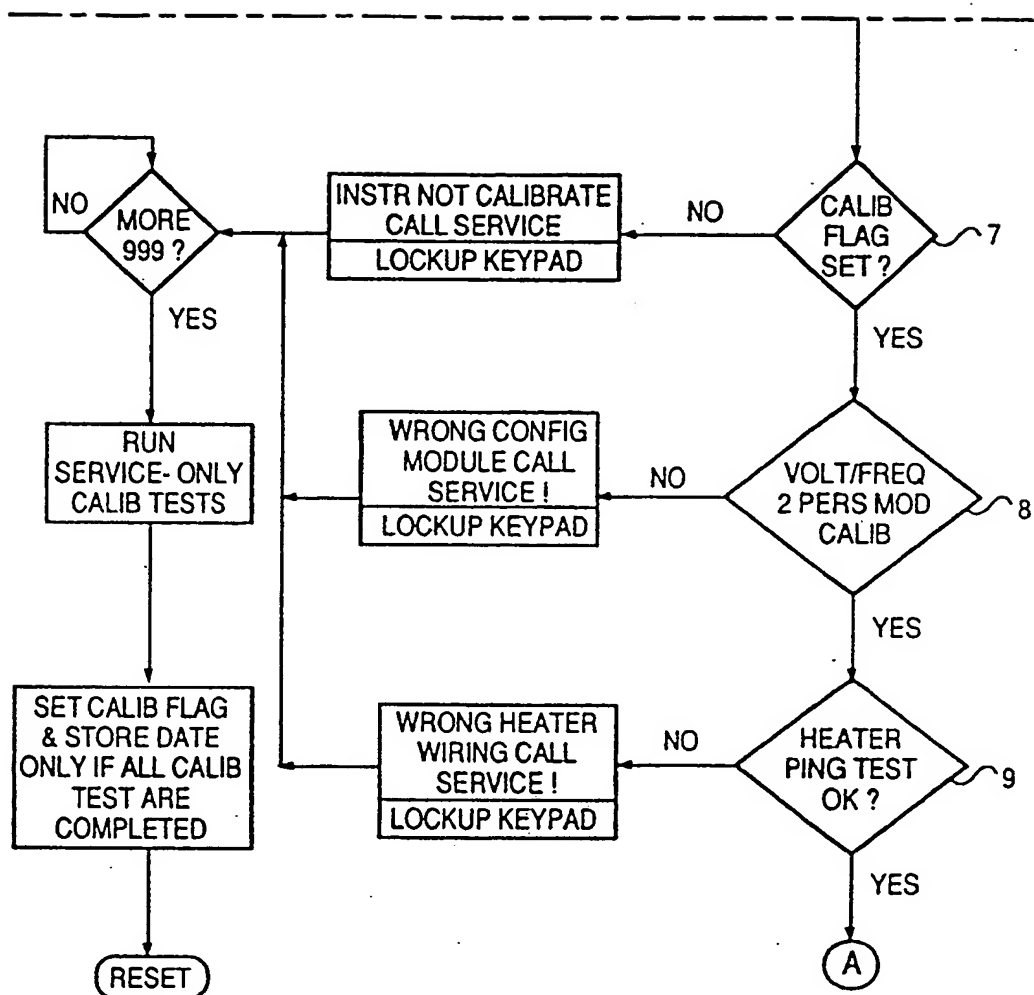 NO
MORE
999 ?
YES
INSTR NOT CALIBRATE
CALL SERVICE
LOCKUP KEYPAD
NO
CALIB
FLAG
SET ?
7
YES
RUN
SERVICE- ONLY
CALIB TESTS
WRONG CONFIG
MODULE CALL
SERVICE !
LOCKUP KEYPAD
NO
VOLT/FREQ
2 PERS MOD
CALIB
8
YES
SET CALIB FLAG
& STORE DATE
ONLY IF ALL CALIB
TEST ARE
COMPLETED
WRONG HEATER
WIRING CALL
SERVICE !
LOCKUP KEYPAD
NO
HEATER
PING TEST
OK ?
9
YES
RESET
A